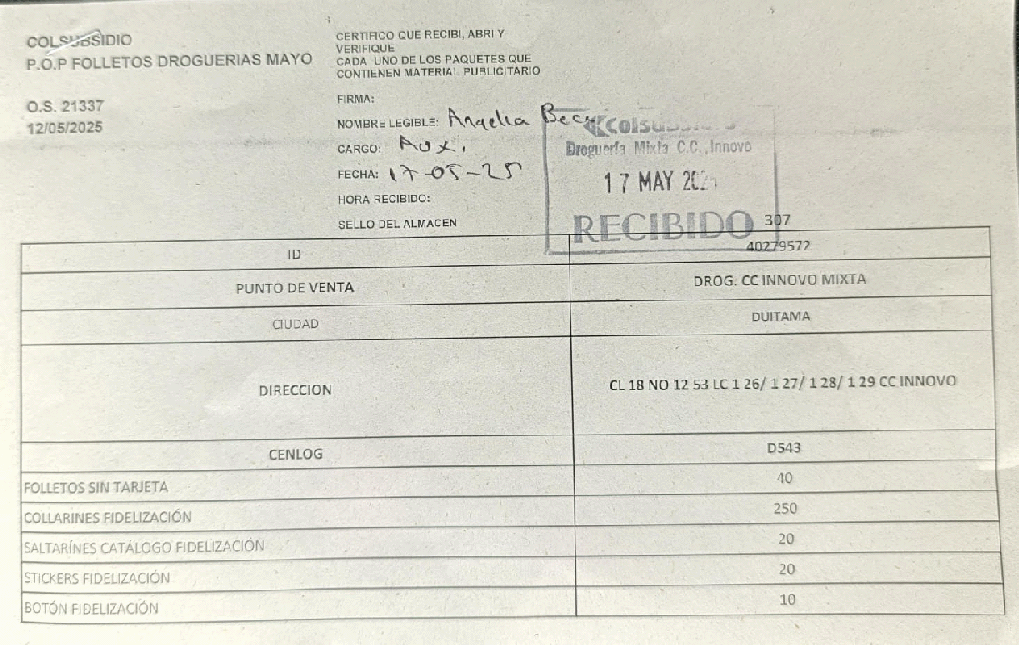 COLSUBSIDIO
P.O.P FOLLETOS DROGUERIAS MAYO
O.S. 21337
12/05/2025
CERTIFICO QUE RECIBI, ABRI Y
VERIFIQUE
CADA UNO DE LOS PAQUETES QUE
CONTIENEN MATERIAL PUBLICITARIO
FIRMA:
NOMBRE LEGIBLE: Angelia
CARGO: Aux.
FECHA: 17-05-25
HORA RECIBIDO:
SELLO DEL ALMACEN
Colsubsidio
Droguería Mixta C.C. Innovo
17 MAY 2025
RECIBIDO
307
ID 40279572
PUNTO DE VENTA DROG. CC INNOVO MIXTA
CIUDAD DUITAMA
DIRECCION CL 18 NO 12 53 LC 1 26/ 1 27/ 1 28/ 1 29 CC INNOVO
CENLOG D543
FOLLETOS SIN TARJETA 40
COLLARINES FIDELIZACIÓN 250
SALTARÍNES CATÁLOGO FIDELIZACIÓN 20
STICKERS FIDELIZACIÓN 20
BOTÓN FIDELIZACIÓN 10